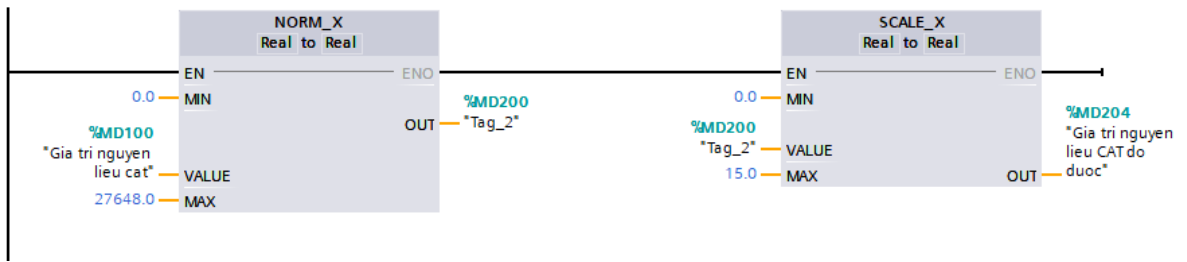 NORM_X
Real to Real
EN
ENO
0.0
MIN
%MD200
"Tag_2"
OUT
%MD100
"Gia tri nguyen
lieu cat"
VALUE
27648.0
MAX
SCALE_X
Real to Real
EN
ENO
0.0
MIN
%MD200
"Tag_2"
VALUE
15.0
MAX
OUT
%MD204
"Gia tri nguyen
lieu CAT do
duoc"